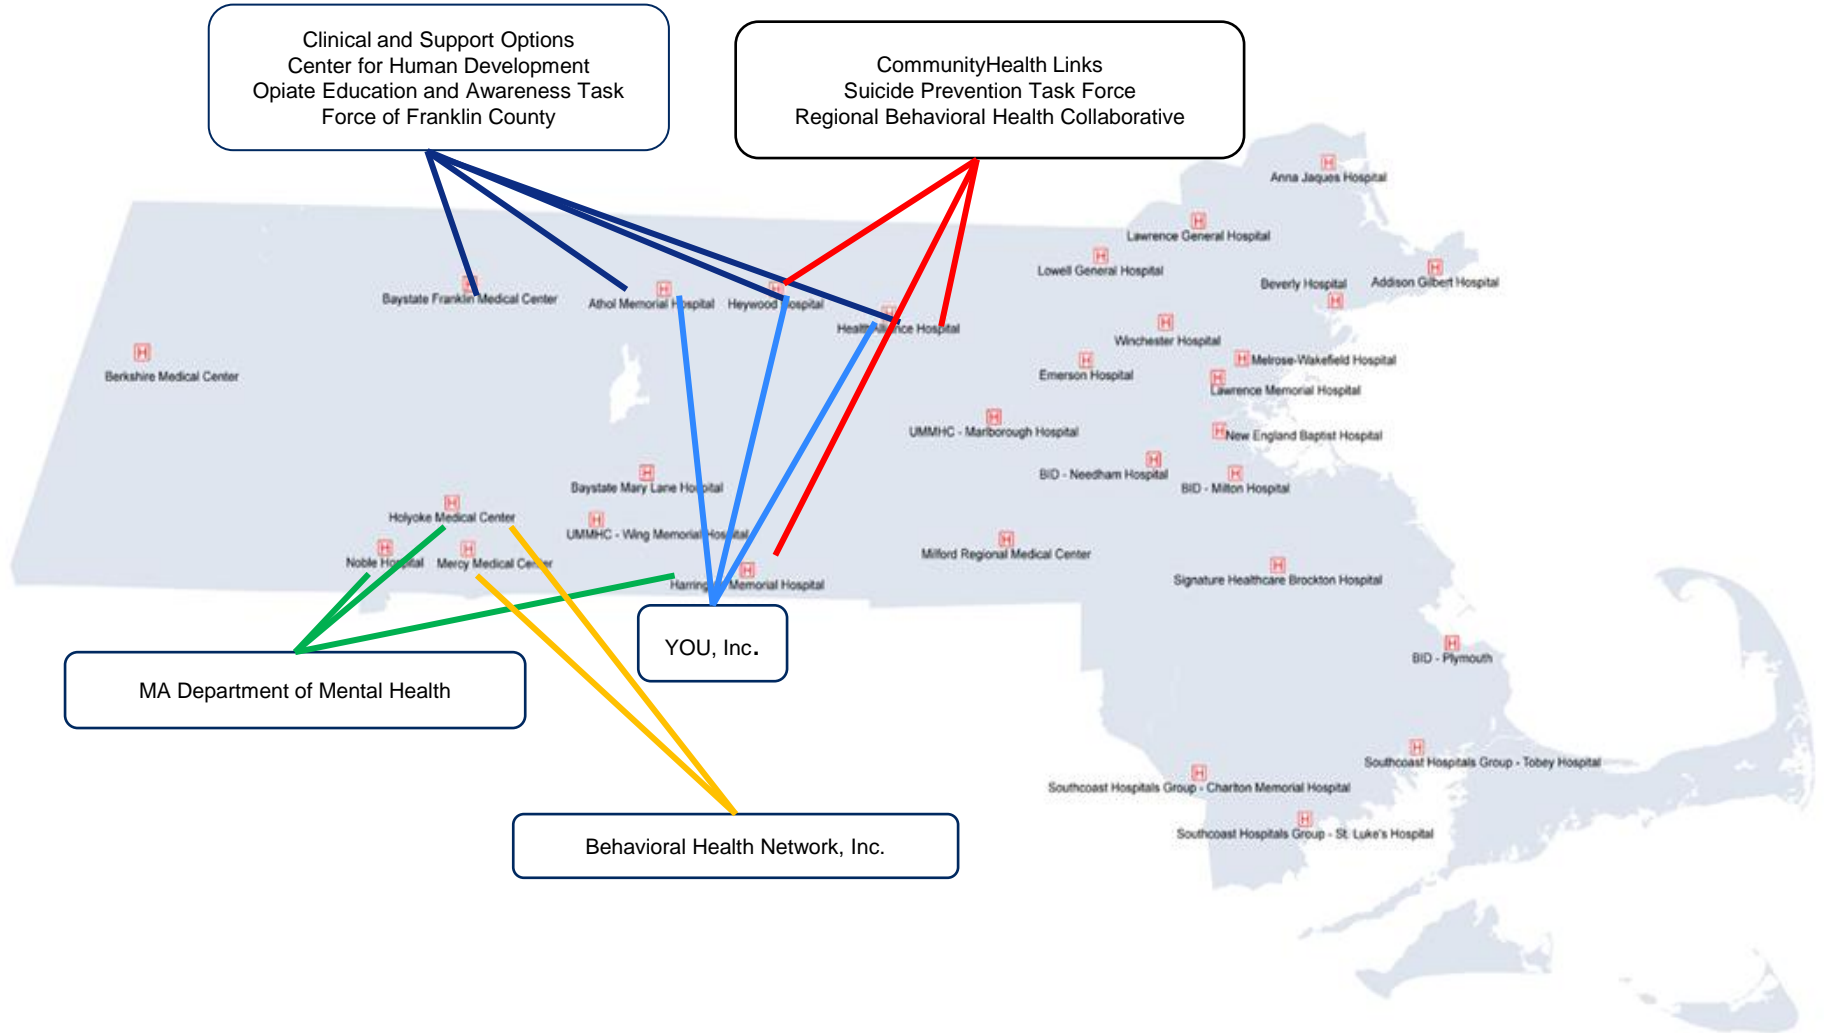 Clinical and Support Options
Center for Human Development
Opiate Education and Awareness Task
Force of Franklin County
CommunityHealth Links
Suicide Prevention Task Force
Regional Behavioral Health Collaborative
H
Anna Jaques Hospital
H
Lawrence General Hospital
H
Lowell General Hospital
H
Addison Gilbert Hospital
Beverly Hospital
H
H
Baystate Franklin Medical Center
H
Athol Memorial Hospital
H
Heywood Hospital
H
HealthAlliance Hospital
H
Winchester Hospital
H
Berkshire Medical Center
H
Emerson Hospital
H Melrose-Wakefield Hospital
H
Lawrence Memorial Hospital
H
UMMHC - Marlborough Hospital
H New England Baptist Hospital
H
BID - Needham Hospital
H
BID - Milton Hospital
H
Baystate Mary Lane Hospital
H
Holyoke Medical Center
H
UMMHC - Wing Memorial Hospital
H
Noble Hospital
H
Mercy Medical Center
H
Milford Regional Medical Center
H
Harrington Memorial Hospital
H
Signature Healthcare Brockton Hospital
YOU, Inc.
H
BID - Plymouth
MA Department of Mental Health
H
Southcoast Hospitals Group - Tobey Hospital
H
Southcoast Hospitals Group - Charlton Memorial Hospital
H
Southcoast Hospitals Group - St. Luke's Hospital
Behavioral Health Network, Inc.